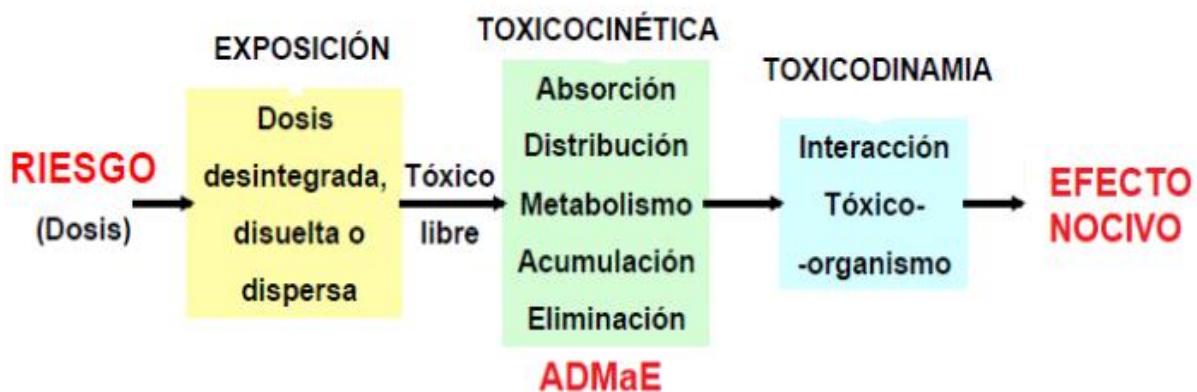 EXPOSICIÓN
TOXICOCINÉTICA
TOXICODINAMIA
RIESGO
(Dosis)
Dosis
desintegrada,
disuelta o
dispersa
Tóxico
libre
Absorción
Distribución
Metabolismo
Acumulación
Eliminación
ADMaE
Interacción
Tóxico-
-organismo
EFECTO
NOCIVO